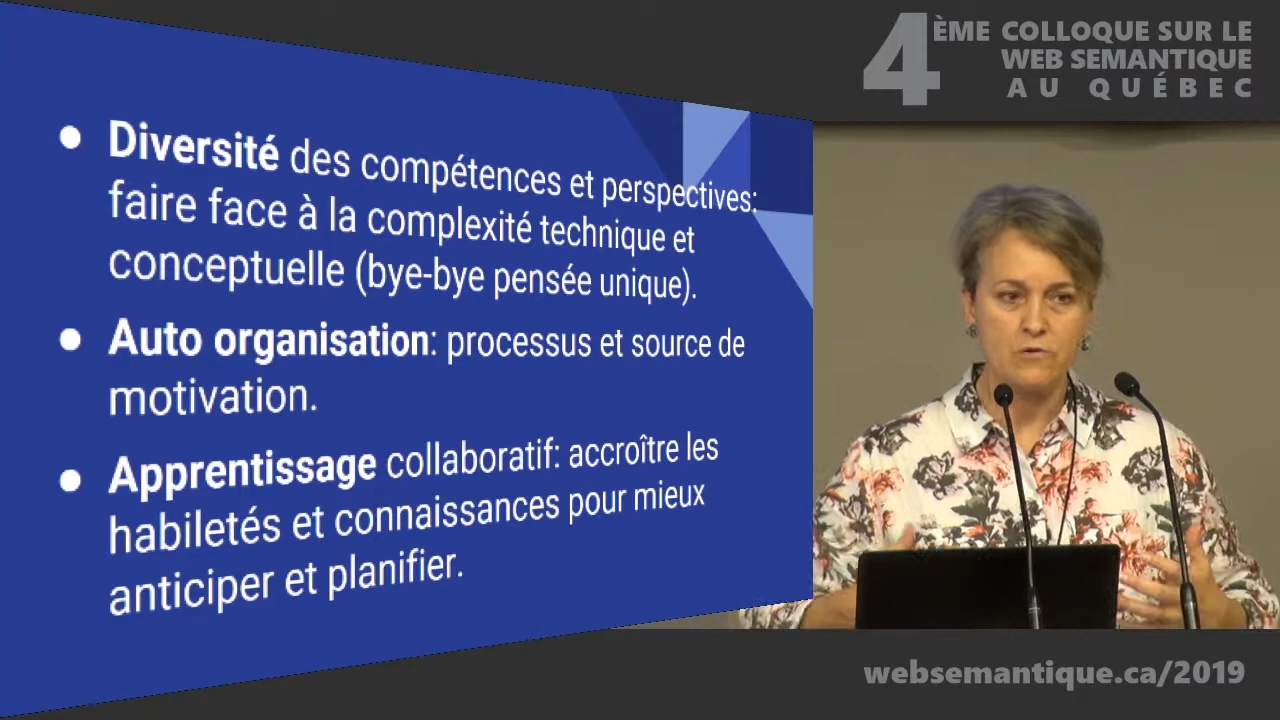 4ÈME COLLOQUE SUR LE
WEB SEMANTIQUE
AU QUÉBEC
● Diversité des compétences et perspectives:
faire face à la complexité technique et
conceptuelle (bye-bye pensée unique).
● Auto organisation: processus et source de
motivation.
● Apprentissage collaboratif: accroître les
habiletés et connaissances pour mieux
anticiper et planifier.
websemantique.ca/2019